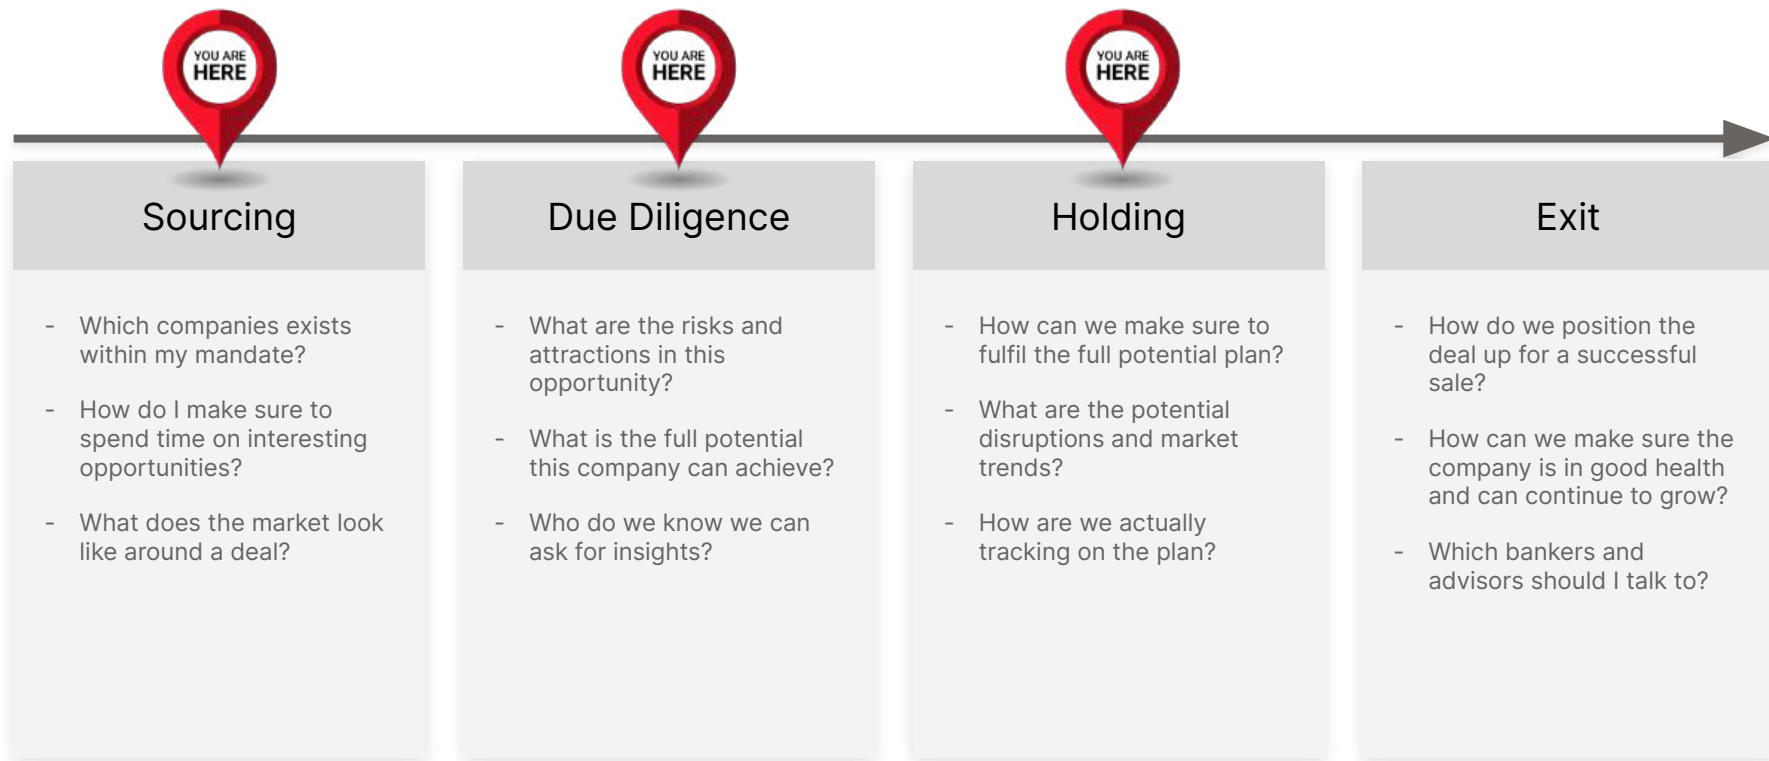 YOU ARE
HERE
YOU ARE
HERE
YOU ARE
HERE
Sourcing
- Which companies exists
within my mandate?
- How do I make sure to
spend time on interesting
opportunities?
- What does the market look
like around a deal?
Due Diligence
- What are the risks and
attractions in this
opportunity?
- What is the full potential
this company can achieve?
- Who do we know we can
ask for insights?
Holding
- How can we make sure to
fulfil the full potential plan?
- What are the potential
disruptions and market
trends?
- How are we actually
tracking on the plan?
Exit
- How do we position the
deal up for a successful
sale?
- How can we make sure the
company is in good health
and can continue to grow?
- Which bankers and
advisors should I talk to?